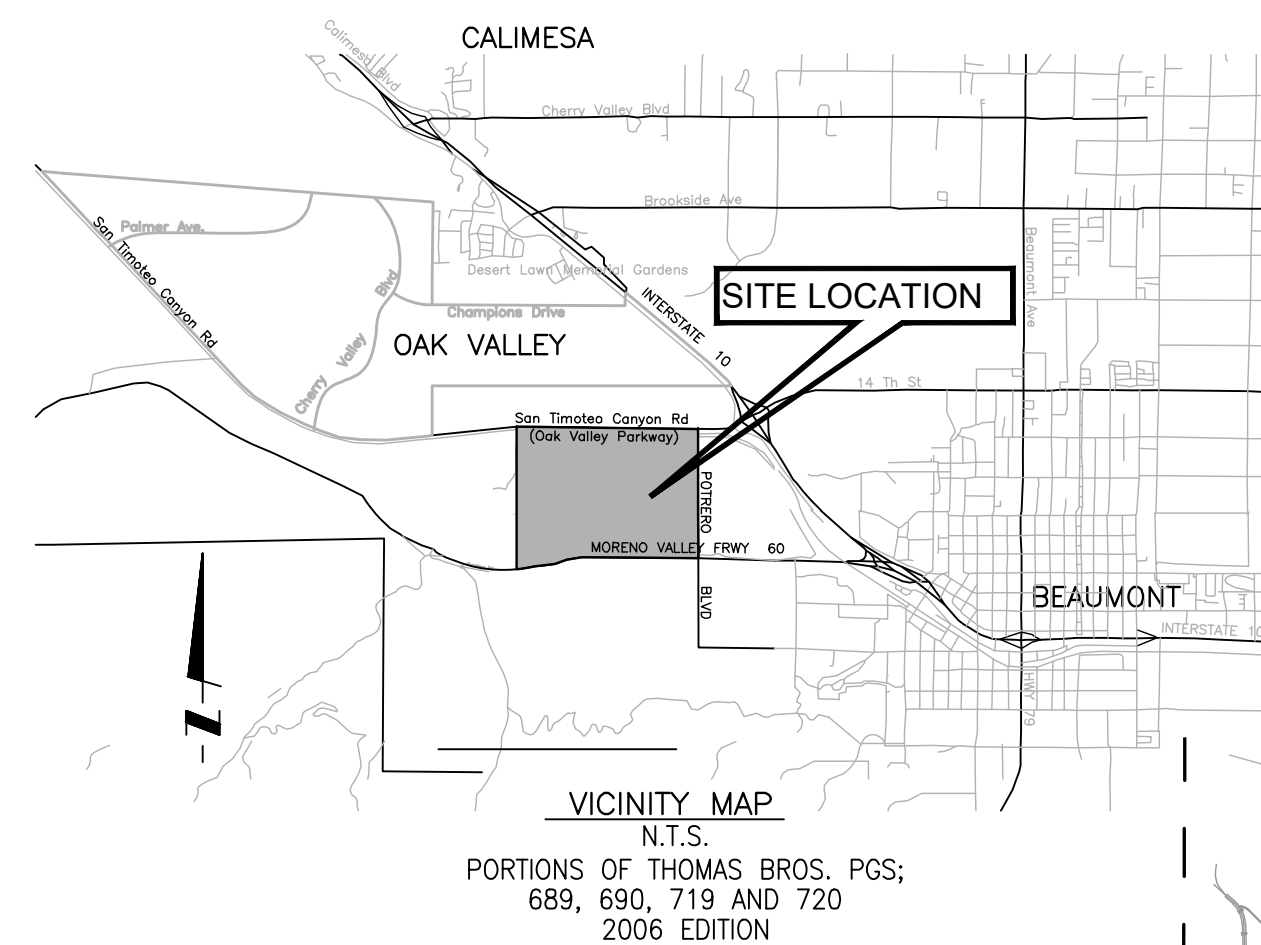 CALIMESA
Calimesa Blvd
Cherry Valley Blvd
Brookside Ave
Palmer Ave.
San Timoteo Canyon Rd
Beaumont Ave
Desert Lawn Memorial Gardens
SITE LOCATION
Cherry Valley Blvd
Champions Drive
INTERSTATE 10
OAK VALLEY
14 Th St
San Timoteo Canyon Rd
(Oak Valley Parkway)
POTRERO BLVD
MORENO VALLEY FRWY 60
BEAUMONT
INTERSTATE 10
HWY 79
N
VICINITY MAP
N.T.S.
PORTIONS OF THOMAS BROS. PGS;
689, 690, 719 AND 720
2006 EDITION